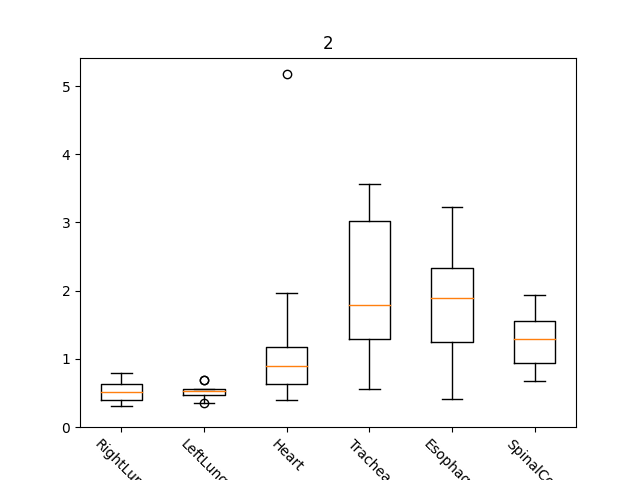 2
5
4
3
2
1
0
RightLun
LeftLung
Heart
Trachea
Esophag
SpinalCo